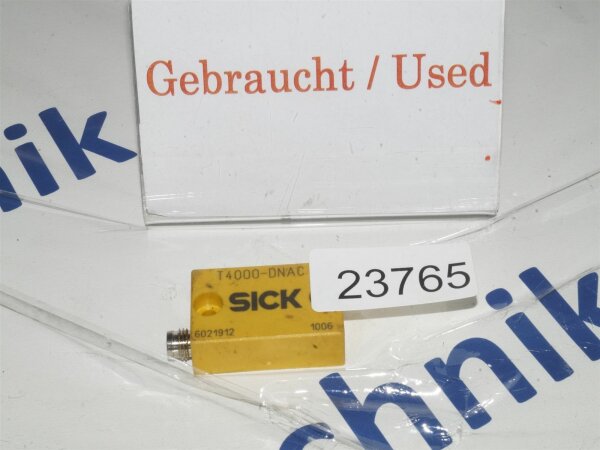 Gebraucht / Used
nik
T4000-DNAC
SICK
23765
6021912
1006
chnik